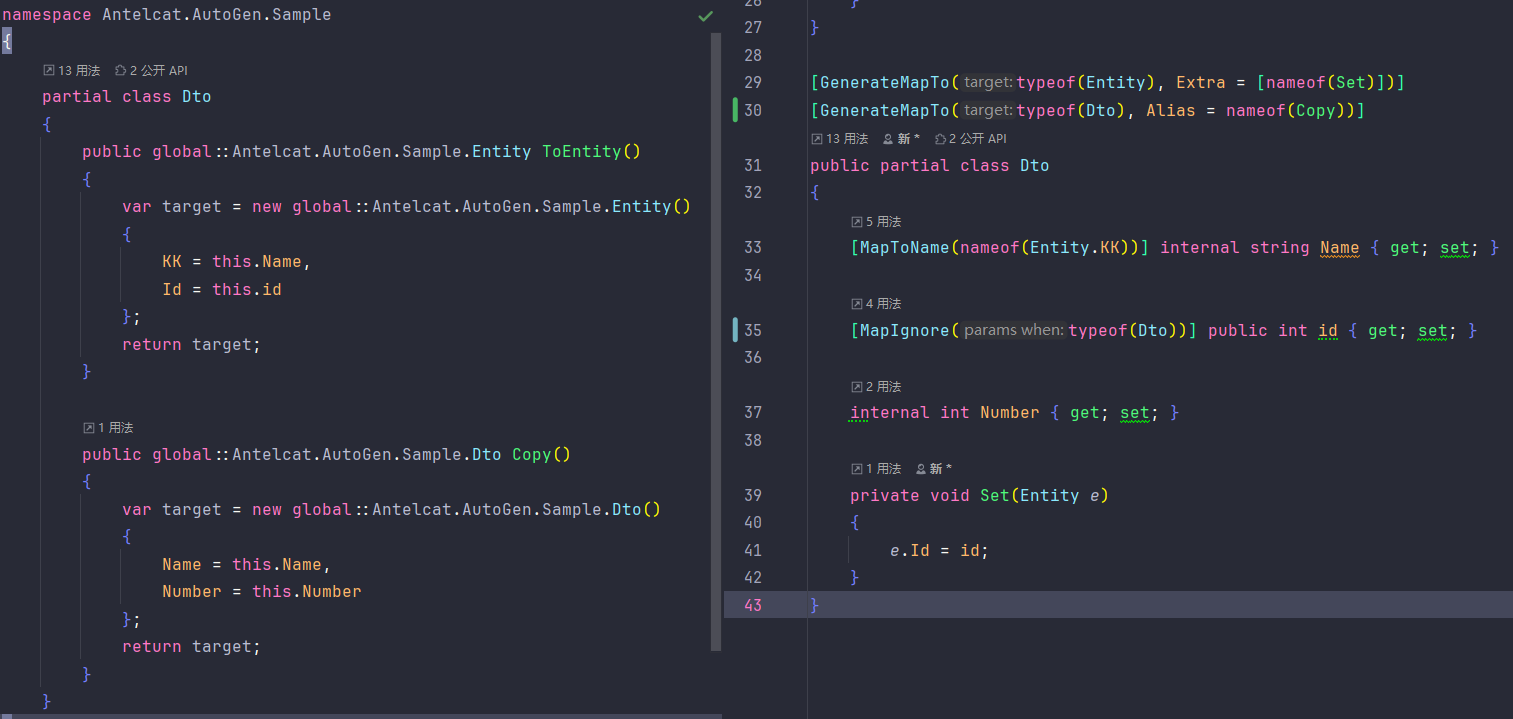 namespace Antelcat.AutoGen.Sample
{
13 用法 2 公开 API
partial class Dto
{
public global::Antelcat.AutoGen.Sample.Entity ToEntity()
{
var target = new global::Antelcat.AutoGen.Sample.Entity()
{
KK = this.Name,
Id = this.id
};
return target;
}
1 用法
public global::Antelcat.AutoGen.Sample.Dto Copy()
{
var target = new global::Antelcat.AutoGen.Sample.Dto()
{
Name = this.Name,
Number = this.Number
};
return target;
}
}
26 }
27 }
28
29 [GenerateMapTo( target: typeof(Entity), Extra = [nameof(Set)])]
30 [GenerateMapTo( target: typeof(Dto), Alias = nameof(Copy))]
13 用法 新 * 2 公开 API
31 public partial class Dto
32 {
5 用法
33 [MapToName(nameof(Entity.KK))] internal string Name { get; set; }
34
4 用法
35 [MapIgnore( params when: typeof(Dto))] public int id { get; set; }
36
2 用法
37 internal int Number { get; set; }
38
1 用法 新 *
39 private void Set(Entity e)
40 {
41 e.Id = id;
42 }
43 }